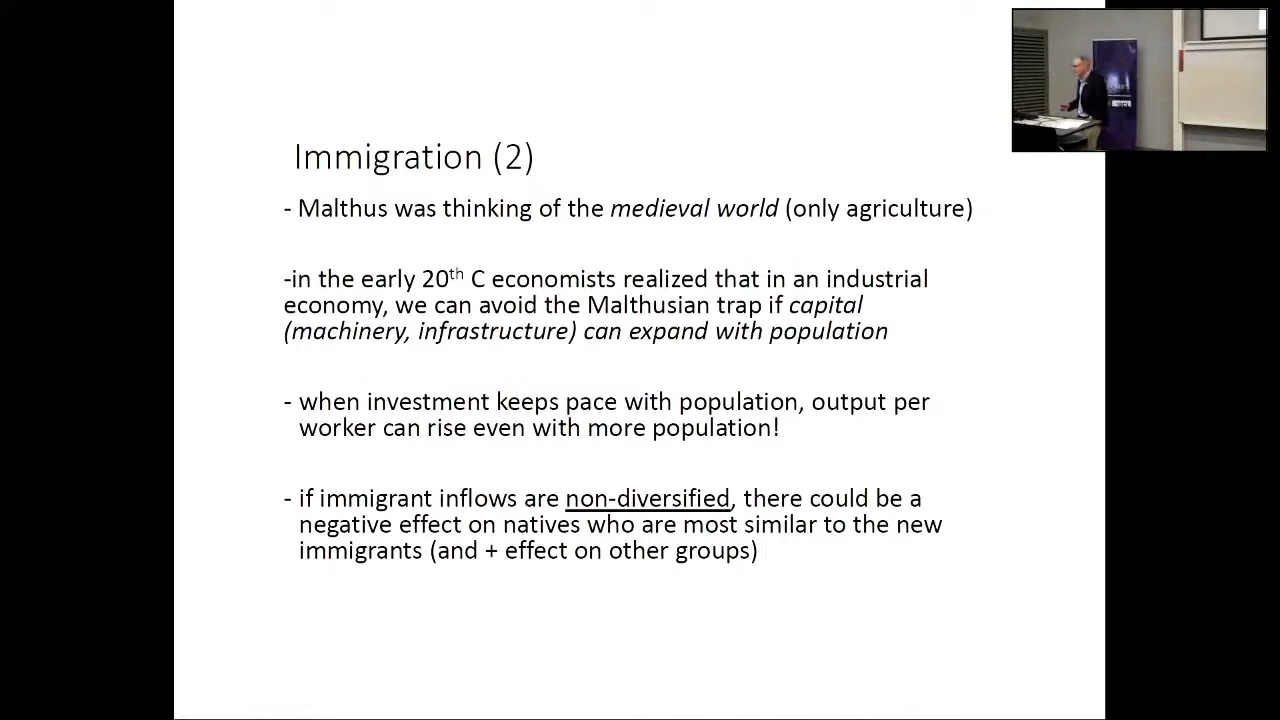 Immigration (2)
- Malthus was thinking of the medieval world (only agriculture)
-in the early 20th C economists realized that in an industrial
economy, we can avoid the Malthusian trap if capital
(machinery, infrastructure) can expand with population
- when investment keeps pace with population, output per
worker can rise even with more population!
- if immigrant inflows are non-diversified, there could be a
negative effect on natives who are most similar to the new
immigrants (and + effect on other groups)